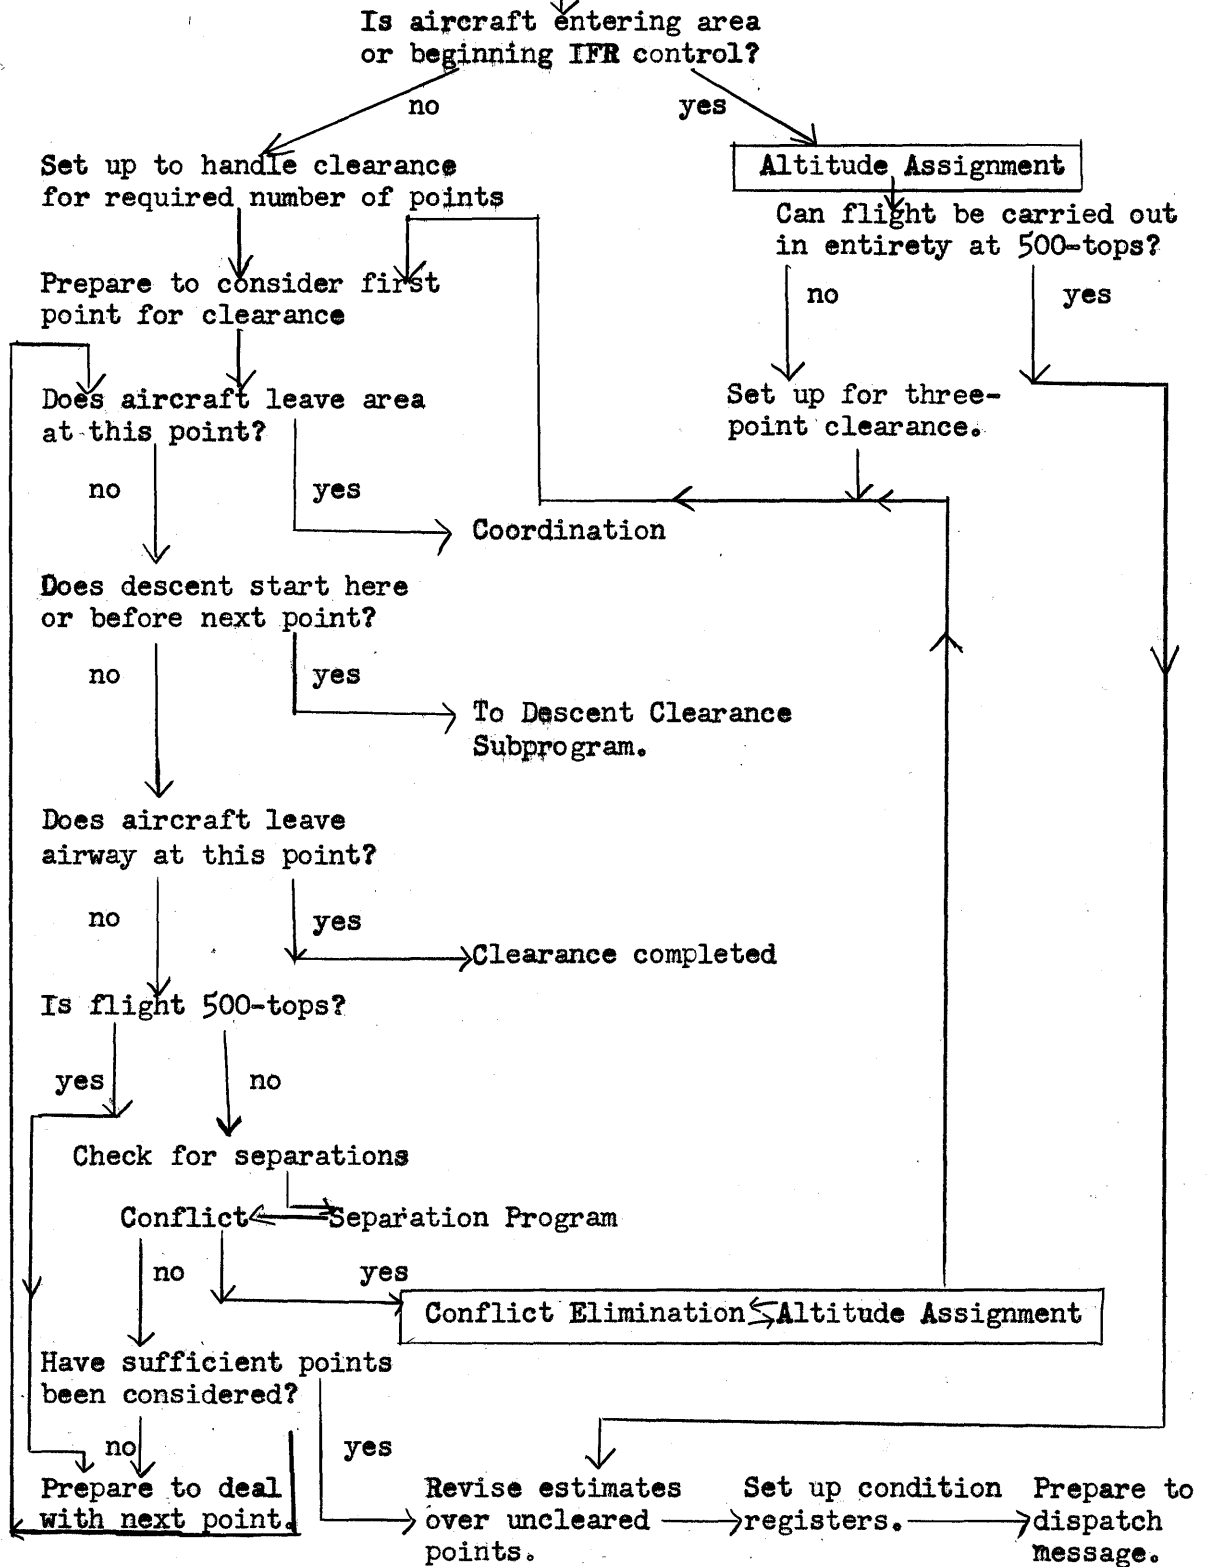 Is aircraft entering area
or beginning IFR control?
no
yes
Set up to handle clearance
for required number of points
Altitude Assignment
Can flight be carried out
in entirety at 500-tops?
Prepare to consider first
point for clearance
no
yes
Does aircraft leave area
at this point?
Set up for three-
point clearance.
no
yes
Coordination
Does descent start here
or before next point?
no
yes
To Descent Clearance
Subprogram.
Does aircraft leave
airway at this point?
no
yes
Clearance completed
Is flight 500-tops?
yes
no
Check for separations
Conflict
Separation Program
no
yes
Conflict Elimination
Altitude Assignment
Have sufficient points
been considered?
no
yes
Prepare to deal
with next point.
Revise estimates
over uncleared
points.
Set up condition
registers.
Prepare to
dispatch
message.